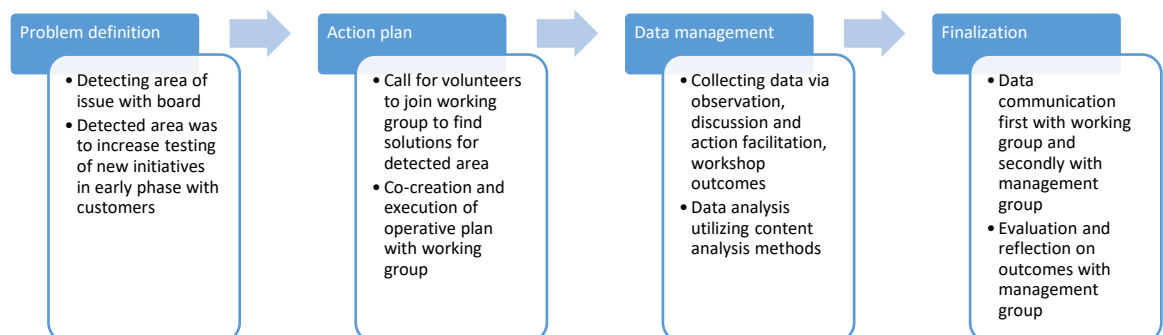 Problem definition
• Detecting area of
issue with board
• Detected area was
to increase testing
of new initiatives
in early phase with
customers
Action plan
• Call for volunteers
to join working
group to find
solutions for
detected area
• Co-creation and
execution of
operative plan
with working
group
Data management
• Collecting data via
observation,
discussion and
action facilitation,
workshop
outcomes
• Data analysis
utilizing content
analysis methods
Finalization
• Data
communication
first with working
group and
secondly with
management
group
• Evaluation and
reflection on
outcomes with
management
group